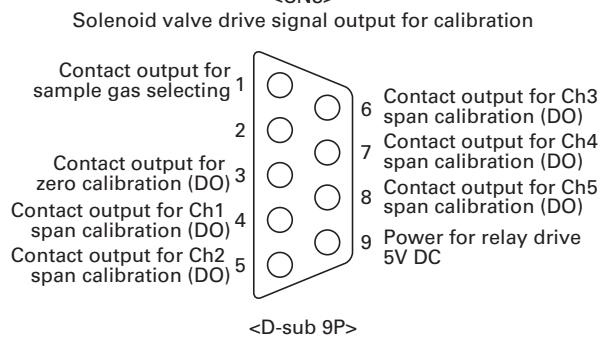 Solenoid valve drive signal output for calibration
Contact output for
sample gas selecting 1
2
Contact output for
zero calibration (DO) 3
Contact output for Ch1
span calibration (DO) 4
Contact output for Ch2
span calibration (DO) 5
6 Contact output for Ch3
span calibration (DO)
7 Contact output for Ch4
span calibration (DO)
8 Contact output for Ch5
span calibration (DO)
9 Power for relay drive
5V DC
<D-sub 9P>